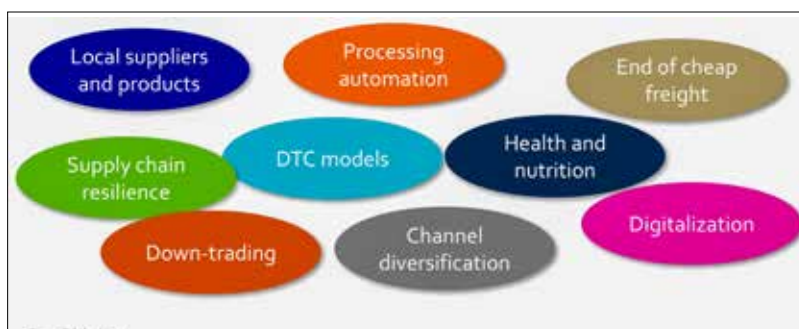 Local suppliers
and products
Processing
automation
End of cheap
freight
Supply chain
resilience
DTC models
Health and
nutrition
Down-trading
Channel
diversification
Digitalization